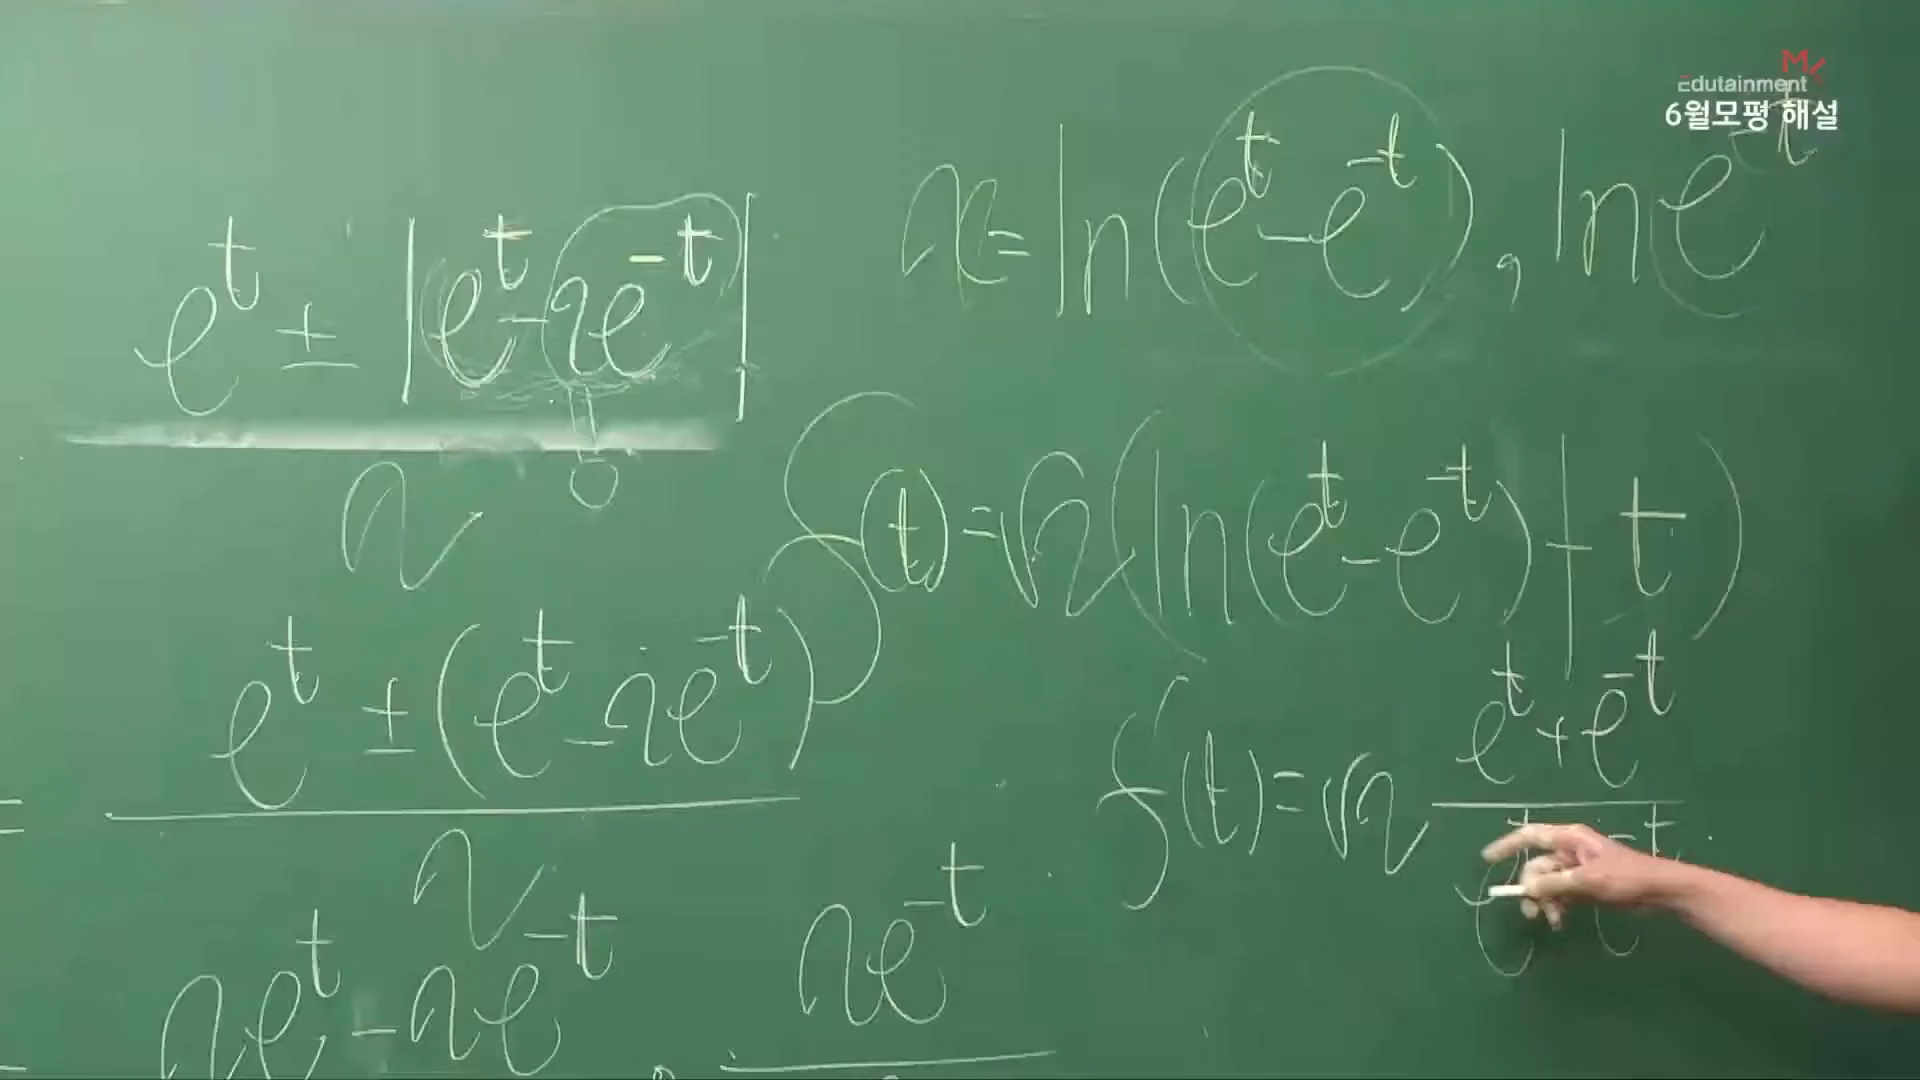 Edutainment
6월모평 해설
e^t ± |e^t - 2e^{-t}|
2
0
= e^t ± (e^t - 2e^{-t})
2
2e^t - 2e^{-t}, 2e^{-t}
x = ln(e^t - e^{-t}), ln e^{-t}
f(t) = √2 (ln(e^t - e^{-t}) + t)
f'(t) = √2 (e^t + e^{-t}) / (e^t - e^{-t})